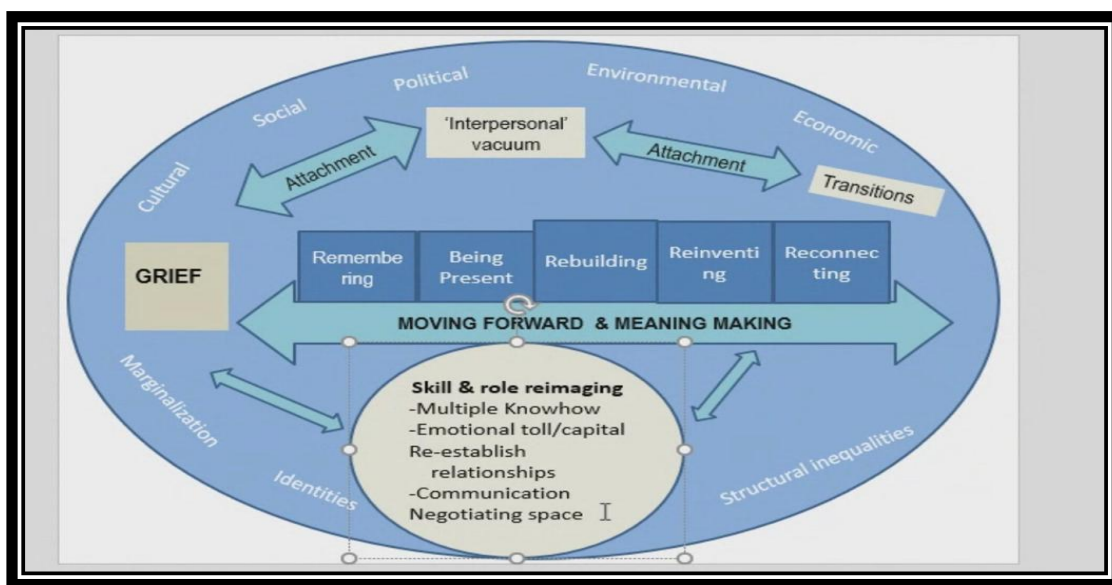 Political
Environmental
Social
Economic
Cultural
'Interpersonal'
vacuum
Attachment
Attachment
Transitions
GRIEF
Remembe
ring
Being
Present
Rebuilding
Reinventi
ng
Reconnec
ting
MOVING FORWARD & MEANING MAKING
Marginalization
Identities
Structural inequalities
Skill & role reimaging
-Multiple Knowhow
-Emotional toll/capital
Re-establish
relationships
-Communication
Negotiating space